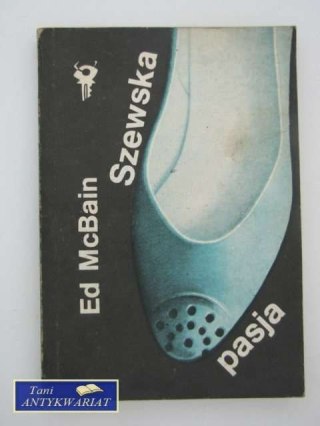 Ed McBain
Szewska
pasja
Tani
ANTYKWARIAT